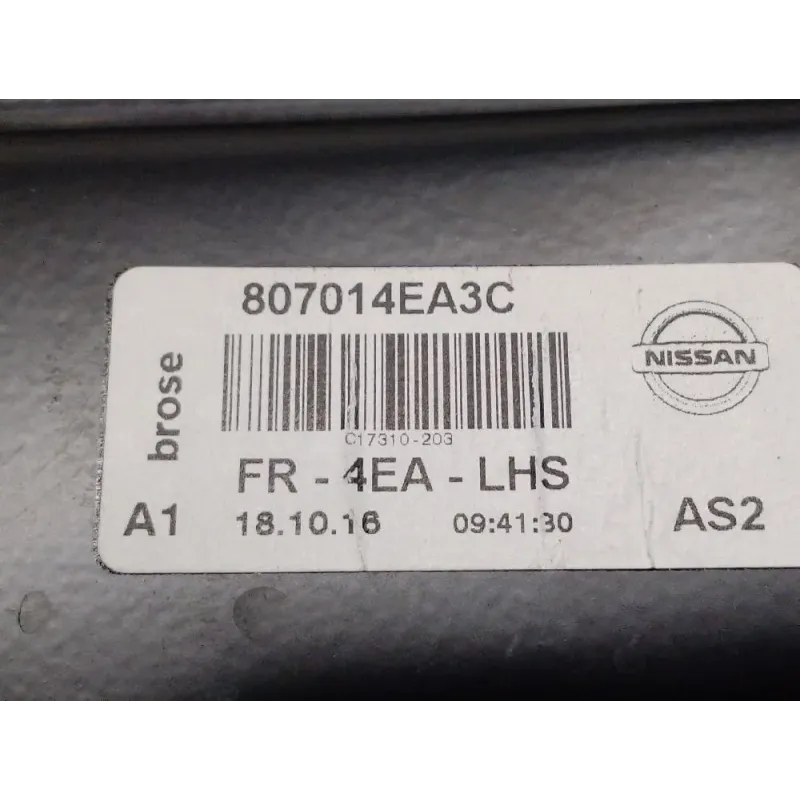 807014EA3C
NISSAN
brose
C17310-203
FR - 4EA - LHS
A1 18.10.16 09:41:30 AS2